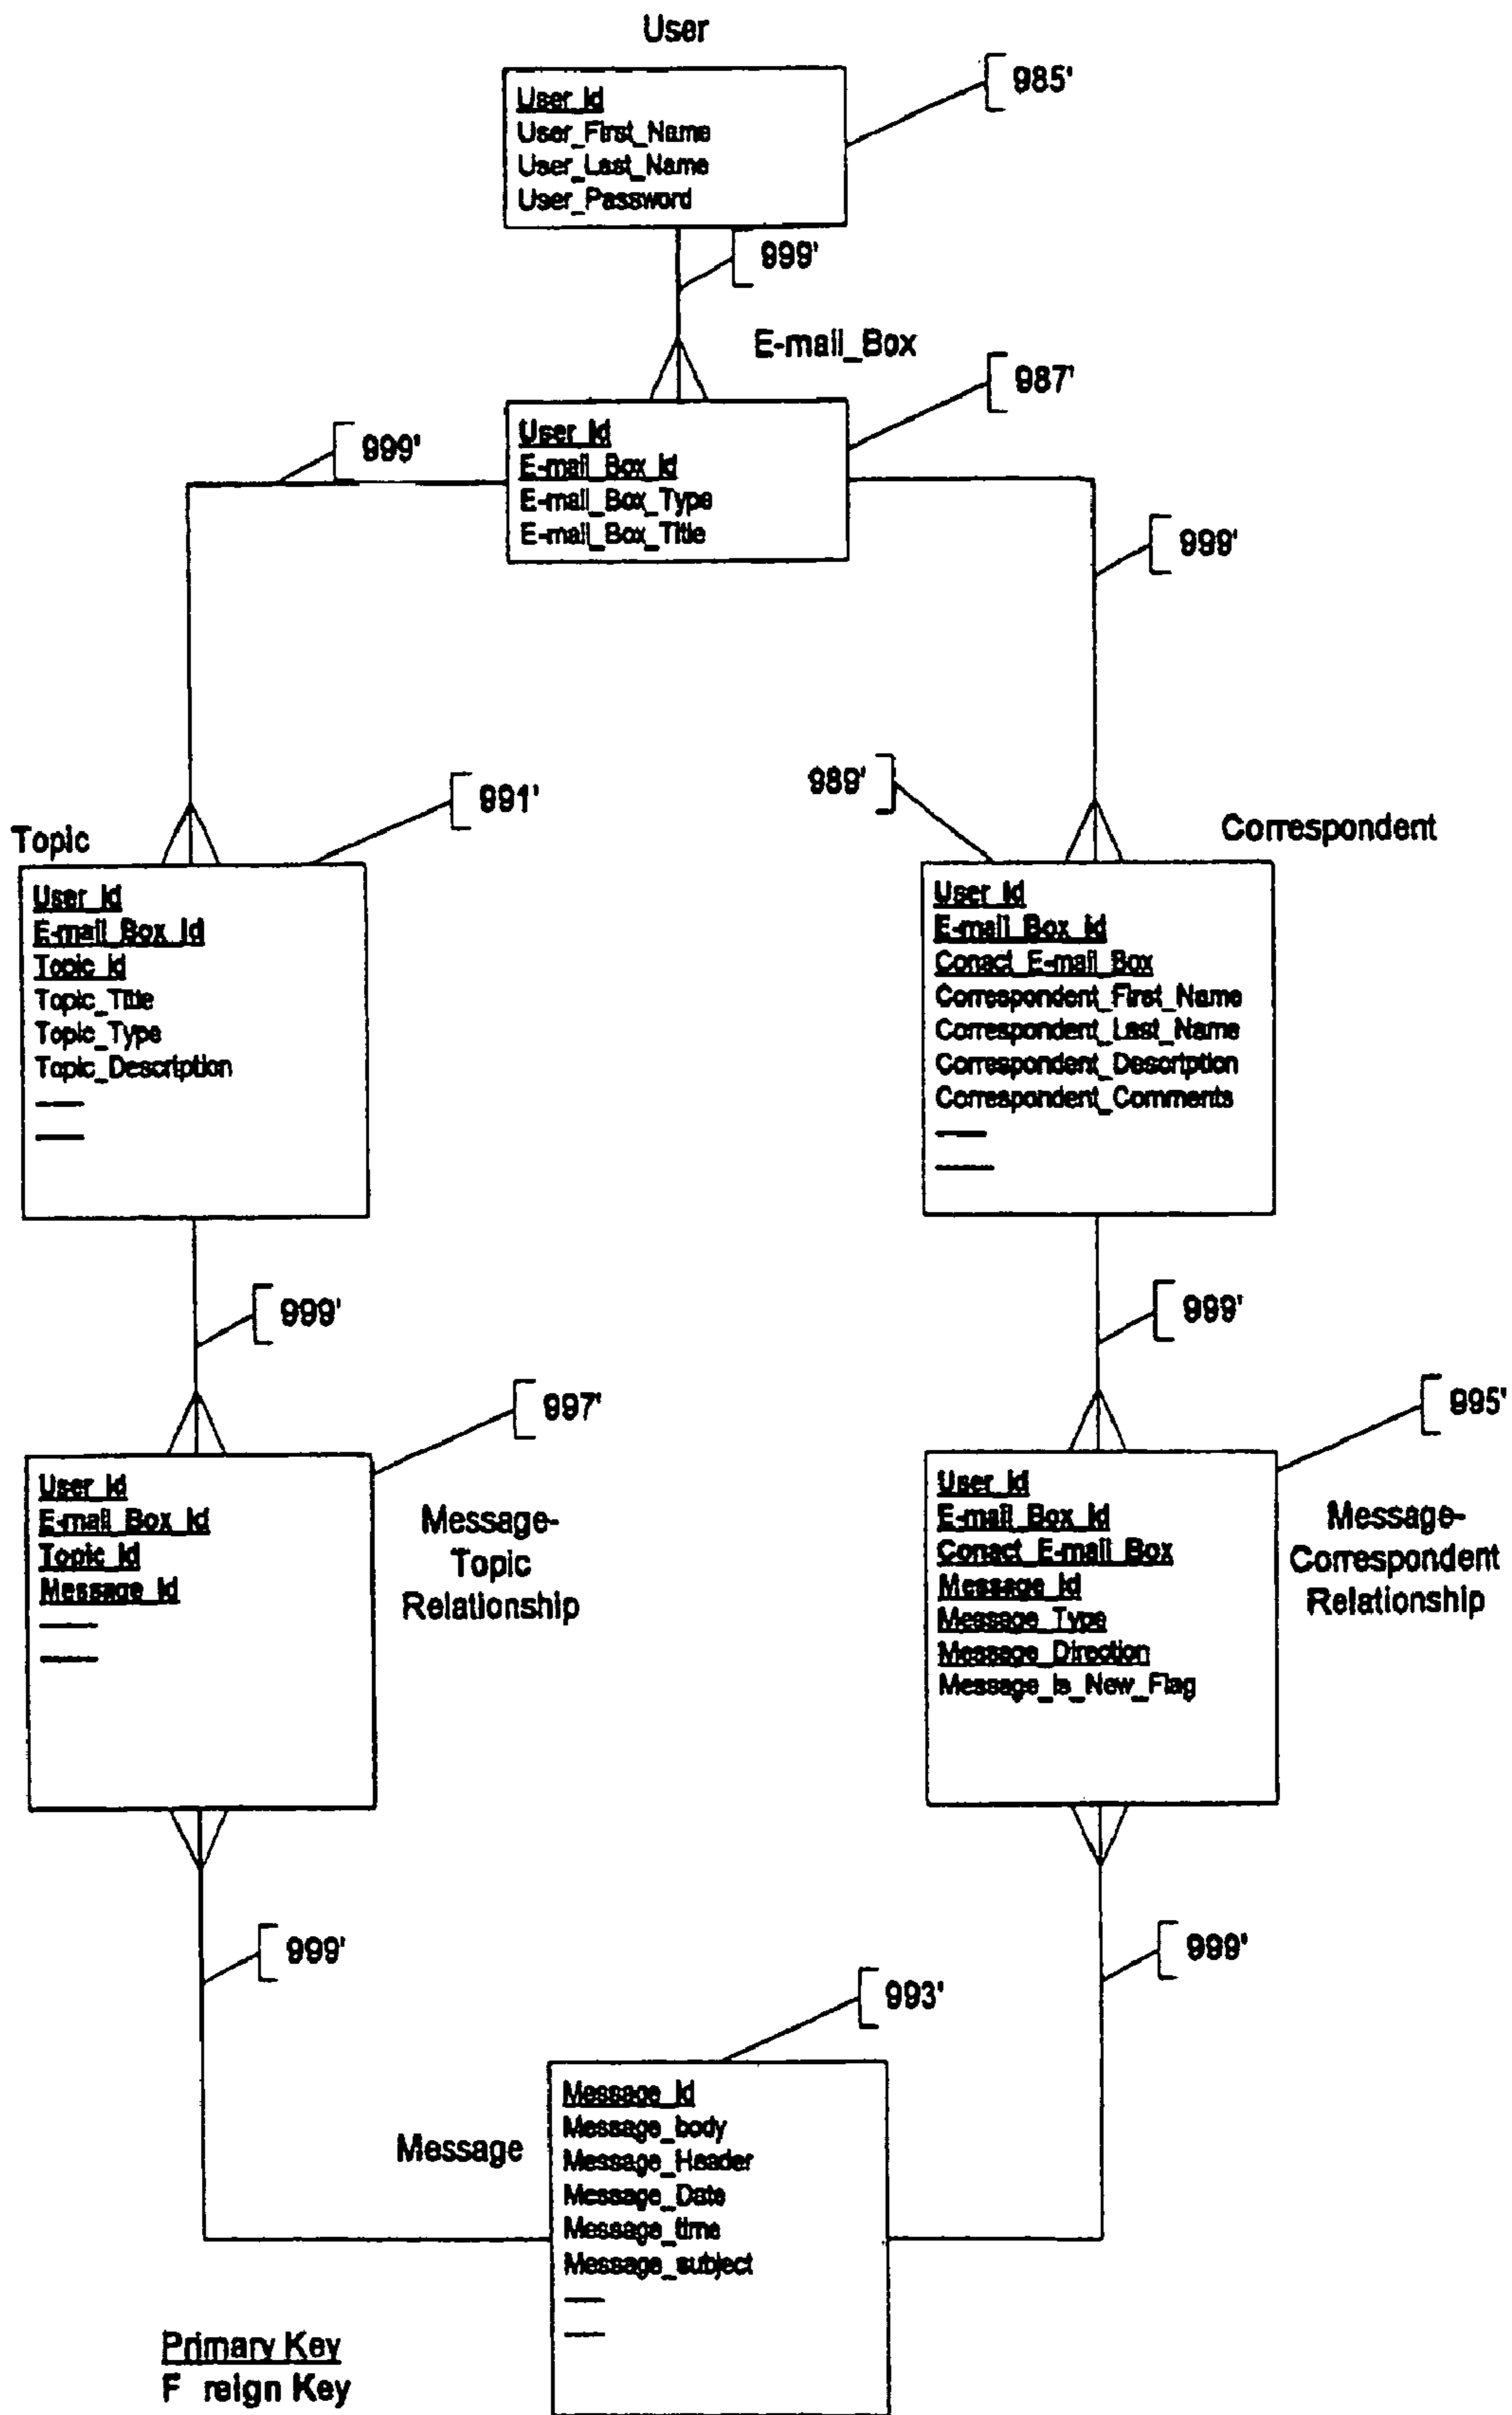 User
985'
User_Id
User_First_Name
User_Last_Name
User_Password
999'
E-mail_Box
987'
User_Id
E-mail_Box_Id
E-mail_Box_Type
E-mail_Box_Title
999'
999'
991'
989'
Topic
Correspondent
User_Id
E-mail_Box_Id
Topic_Id
Topic_Title
Topic_Type
Topic_Description
User_Id
E-mail_Box_Id
Conact_E-mail_Box
Correspondent_First_Name
Correspondent_Last_Name
Correspondent_Description
Correspondent_Comments
999'
999'
997'
995'
User_Id
E-mail_Box_Id
Topic_Id
Message_Id
Message-
Topic
Relationship
User_Id
E-mail_Box_Id
Conact_E-mail_Box
Message_Id
Message_Type
Message_Direction
Message_Is_New_Flag
Message-
Correspondent
Relationship
999'
999'
993'
Message
Message_Id
Message_body
Message_Header
Message_Date
Message_time
Message_subject
Primary Key
F reign Key